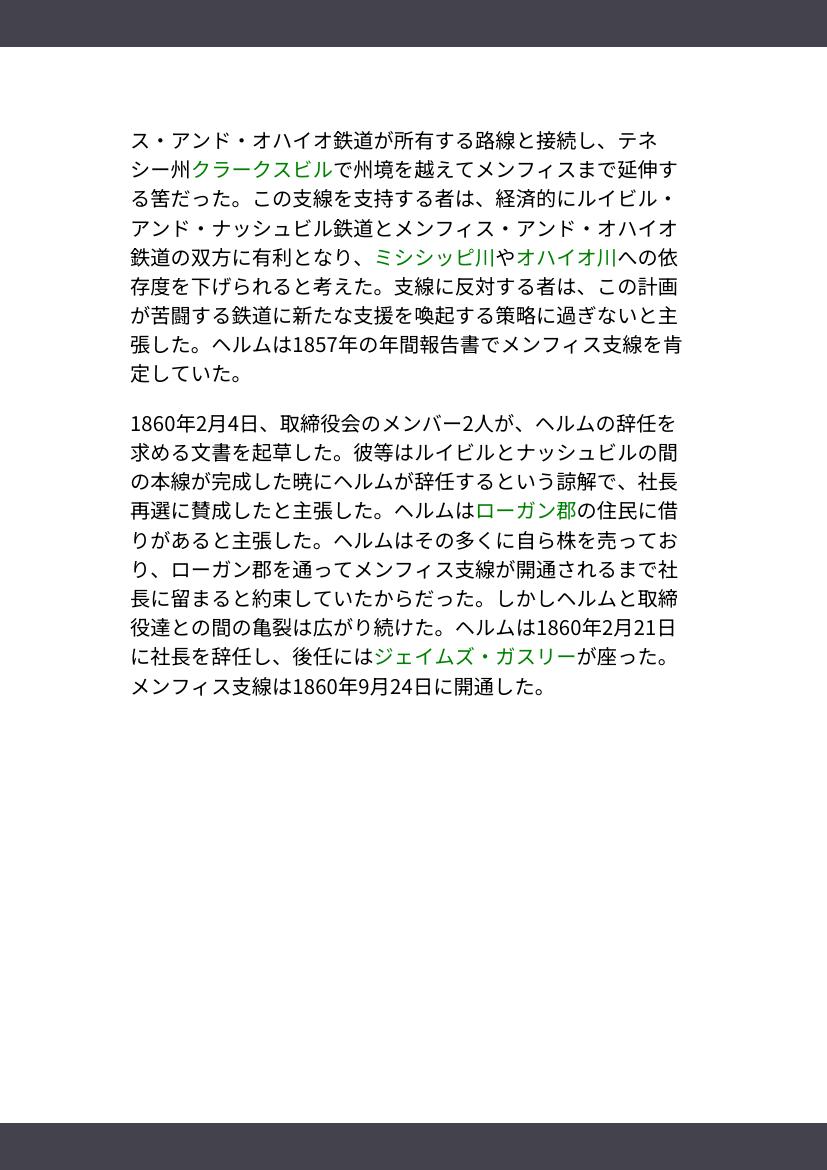 ス・アンド・オハイオ鉄道が所有する路線と接続し、テネ
シー州クラークスビルで州境を越えてメンフィスまで延伸す
る筈だった。この支線を支持する者は、経済的にルイビル・
アンド・ナッシュビル鉄道とメンフィス・アンド・オハイオ
鉄道の双方に有利となり、ミシシッピ川やオハイオ川への依
存度を下げられると考えた。支線に反対する者は、この計画
が苦闘する鉄道に新たな支援を喚起する策略に過ぎないと主
張した。ヘルムは1857年の年間報告書でメンフィス支線を肯
定していた。
1860年2月4日、取締役会のメンバー2人が、ヘルムの辞任を
求める文書を起草した。彼等はルイビルとナッシュビルの間
の本線が完成した暁にヘルムが辞任するという諒解で、社長
再選に賛成したと主張した。ヘルムはローガン郡の住民に借
りがあると主張した。ヘルムはその多くに自ら株を売ってお
り、ローガン郡を通ってメンフィス支線が開通されるまで社
長に留まると約束していたからだった。しかしヘルムと取締
役達との間の亀裂は広がり続けた。ヘルムは1860年2月21日
に社長を辞任し、後任にはジェイムズ・ガスリーが座った。
メンフィス支線は1860年9月24日に開通した。